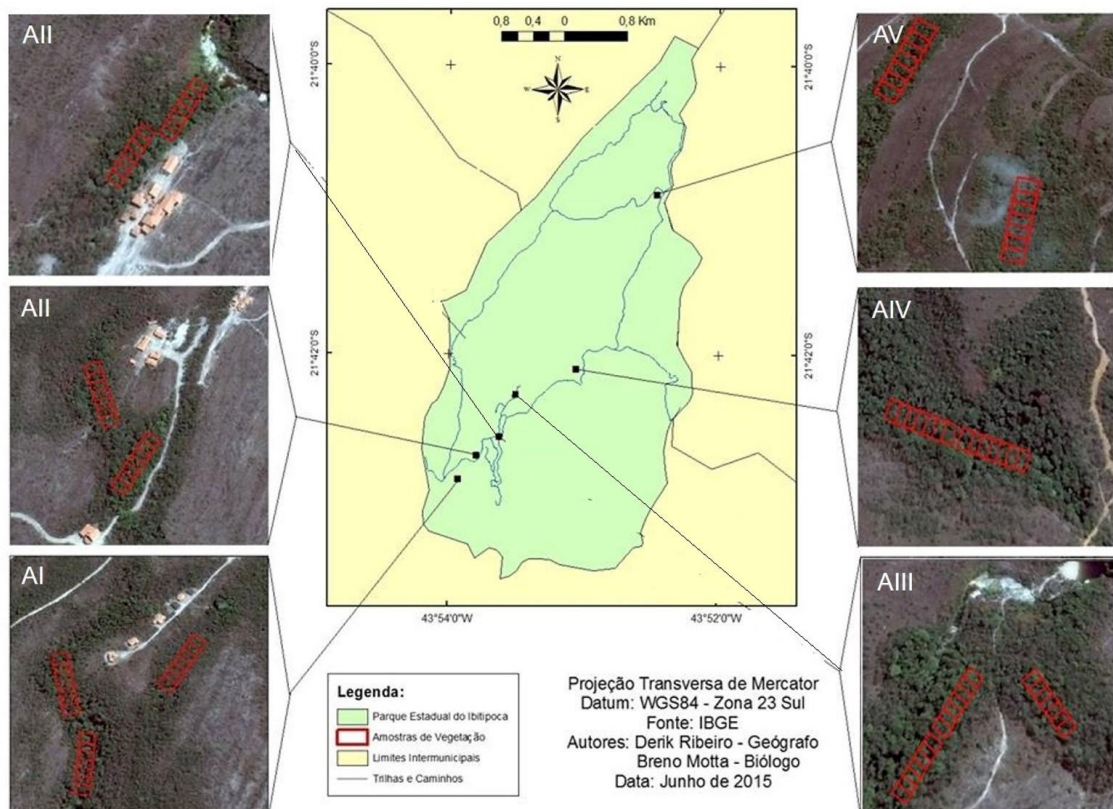 AII
AII
AI
0,8 0,4 0 0,8 Km
N
W E
S
21°40'0"S
21°40'0"S
21°42'0"S
21°42'0"S
43°54'0"W
43°52'0"W
AV
AIV
AIII
Legenda:
Parque Estadual do Ibitipoca
Amostras de Vegetação
Limites Intermunicipais
Trilhas e Caminhos
Projeção Transversa de Mercator
Datum: WGS84 - Zona 23 Sul
Fonte: IBGE
Autores: Derik Ribeiro - Geógrafo
Breno Motta - Biólogo
Data: Junho de 2015